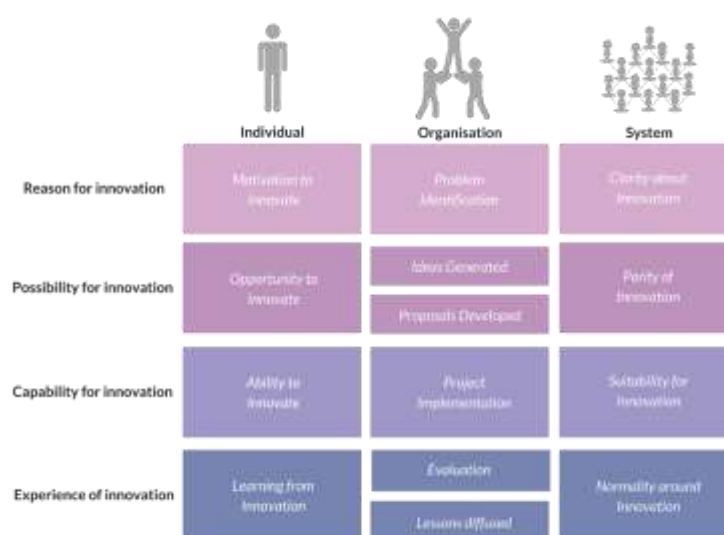 Individual
Organisation
System
Reason for innovation
Motivation to
Innovate
Problem
Identification
Clarity about
Innovation
Possibility for innovation
Opportunity to
Innovate
Ideas Generated
Proposals Developed
Parity of
Innovation
Capability for innovation
Ability to
Innovate
Project
Implementation
Suitability for
Innovation
Experience of innovation
Learning from
Innovation
Evaluation
Lessons diffused
Normality around
Innovation